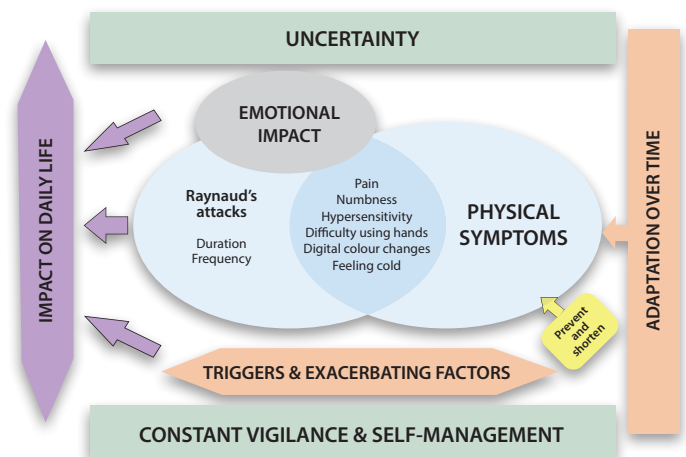 UNCERTAINTY
EMOTIONAL
IMPACT
IMPACT ON DAILY LIFE
Raynaud’s
attacks
Duration
Frequency
Pain
Numbness
Hypersensitivity
Difficulty using hands
Digital colour changes
Feeling cold
PHYSICAL
SYMPTOMS
ADAPTATION OVER TIME
Prevent
and
shorten
TRIGGERS & EXACERBATING FACTORS
CONSTANT VIGILANCE & SELF-MANAGEMENT